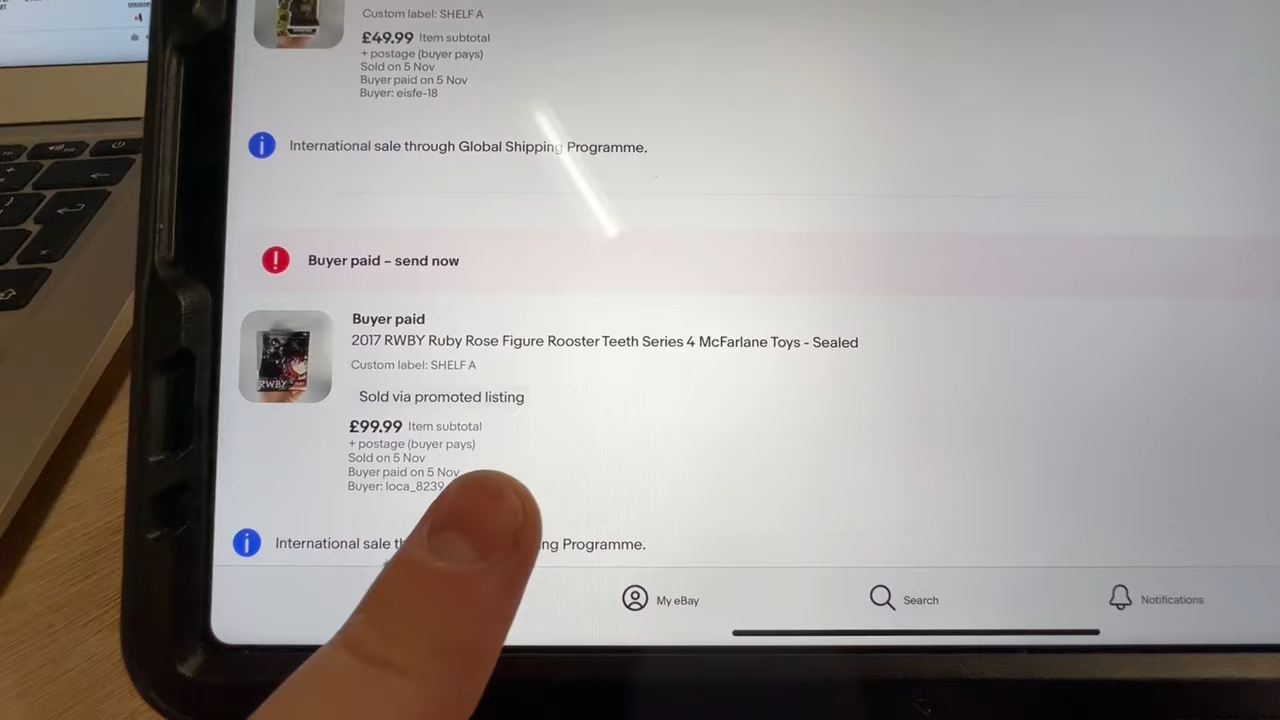 Custom label: SHELF A
£49.99 Item subtotal
+ postage (buyer pays)
Sold on 5 Nov
Buyer paid on 5 Nov
Buyer: eisfe-18
International sale through Global Shipping Programme.
Buyer paid – send now
Buyer paid
2017 RWBY Ruby Rose Figure Rooster Teeth Series 4 McFarlane Toys - Sealed
Custom label: SHELF A
RWBY
Sold via promoted listing
£99.99 Item subtotal
+ postage (buyer pays)
Sold on 5 Nov
Buyer paid on 5 Nov
Buyer: loca_8239
International sale ng Programme.
My eBay
Search
Notifications